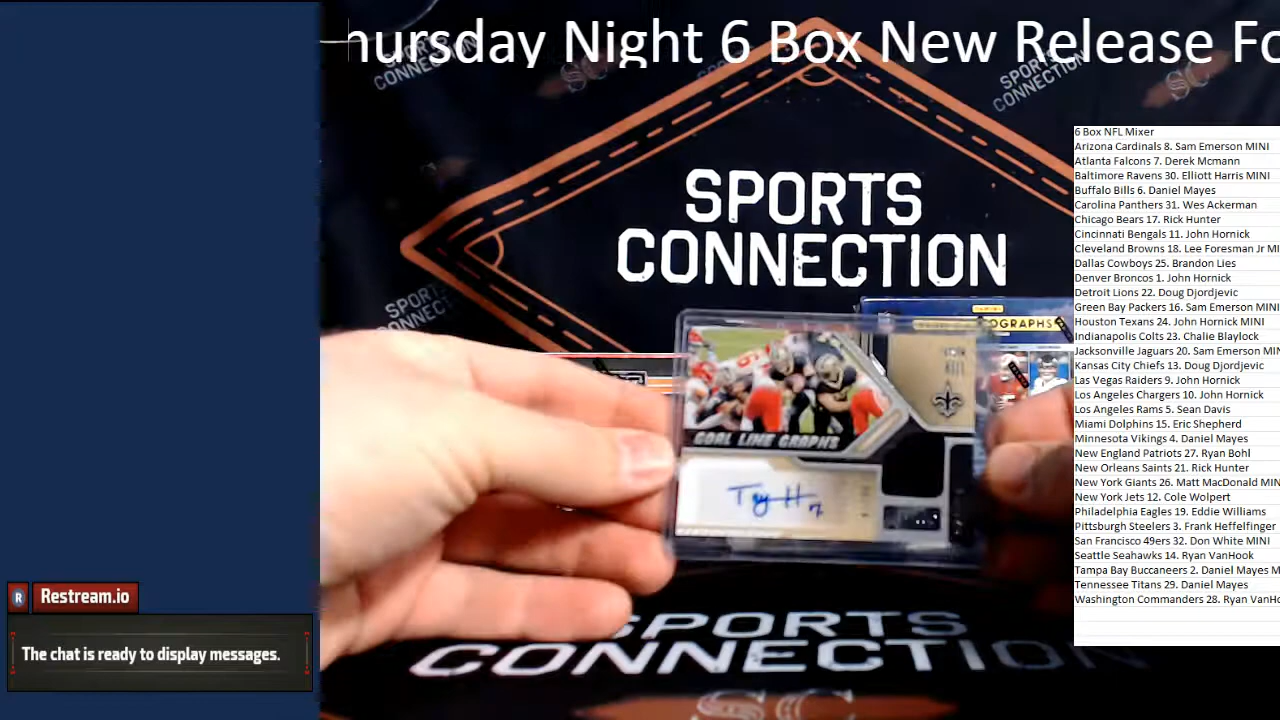 hursday Night 6 Box New Release Fo
SPORTS
CONNECTION
SPORTS
CONNECTION
SPORTS
CONNECTION
SPORTS
CONNECTION
OGRAPHS
GOAL LINE GRAPHS
SPORTS
CONNECTION
SC
6 Box NFL Mixer
Arizona Cardinals 8. Sam Emerson MINI
Atlanta Falcons 7. Derek Mcmann
Baltimore Ravens 30. Elliott Harris MINI
Buffalo Bills 6. Daniel Mayes
Carolina Panthers 31. Wes Ackerman
Chicago Bears 17. Rick Hunter
Cincinnati Bengals 11. John Hornick
Cleveland Browns 18. Lee Foresman Jr MI
Dallas Cowboys 25. Brandon Lies
Denver Broncos 1. John Hornick
Detroit Lions 22. Doug Djordjevic
Green Bay Packers 16. Sam Emerson MINI
Houston Texans 24. John Hornick MINI
Indianapolis Colts 23. Chalie Blaylock
Jacksonville Jaguars 20. Sam Emerson MIN
Kansas City Chiefs 13. Doug Djordjevic
Las Vegas Raiders 9. John Hornick
Los Angeles Chargers 10. John Hornick
Los Angeles Rams 5. Sean Davis
Miami Dolphins 15. Eric Shepherd
Minnesota Vikings 4. Daniel Mayes
New England Patriots 27. Ryan Bohl
New Orleans Saints 21. Rick Hunter
New York Giants 26. Matt MacDonald MIN
New York Jets 12. Cole Wolpert
Philadelphia Eagles 19. Eddie Williams
Pittsburgh Steelers 3. Frank Heffelfinger
San Francisco 49ers 32. Don White MINI
Seattle Seahawks 14. Ryan VanHook
Tampa Bay Buccaneers 2. Daniel Mayes M
Tennessee Titans 29. Daniel Mayes
Washington Commanders 28. Ryan VanHo
R Restream.io
The chat is ready to display messages.